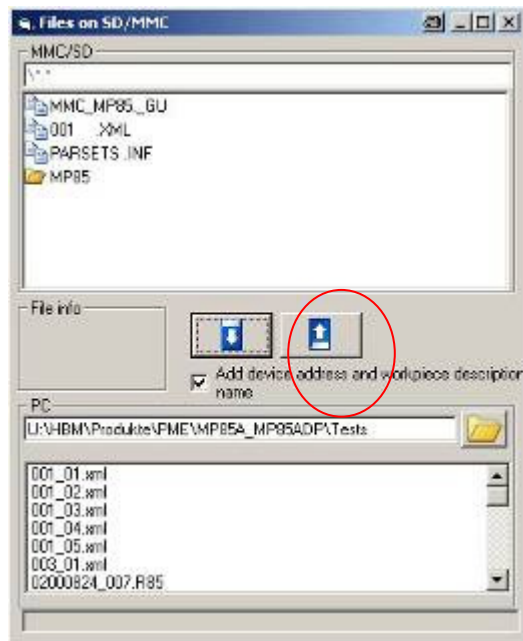 Files on SD/MMC
MMC/SD
\*.*
MMC_MP85._GU
001 .XML
PARSETS .INF
MP85
File info
Add device address and workpiece description
name
PC
U:\HBM\Produkte\PME\MP85A_MP85ADP\Tests
001_01.xml
001_02.xml
001_03.xml
001_04.xml
001_05.xml
003_01.xml
02000824_007.R85